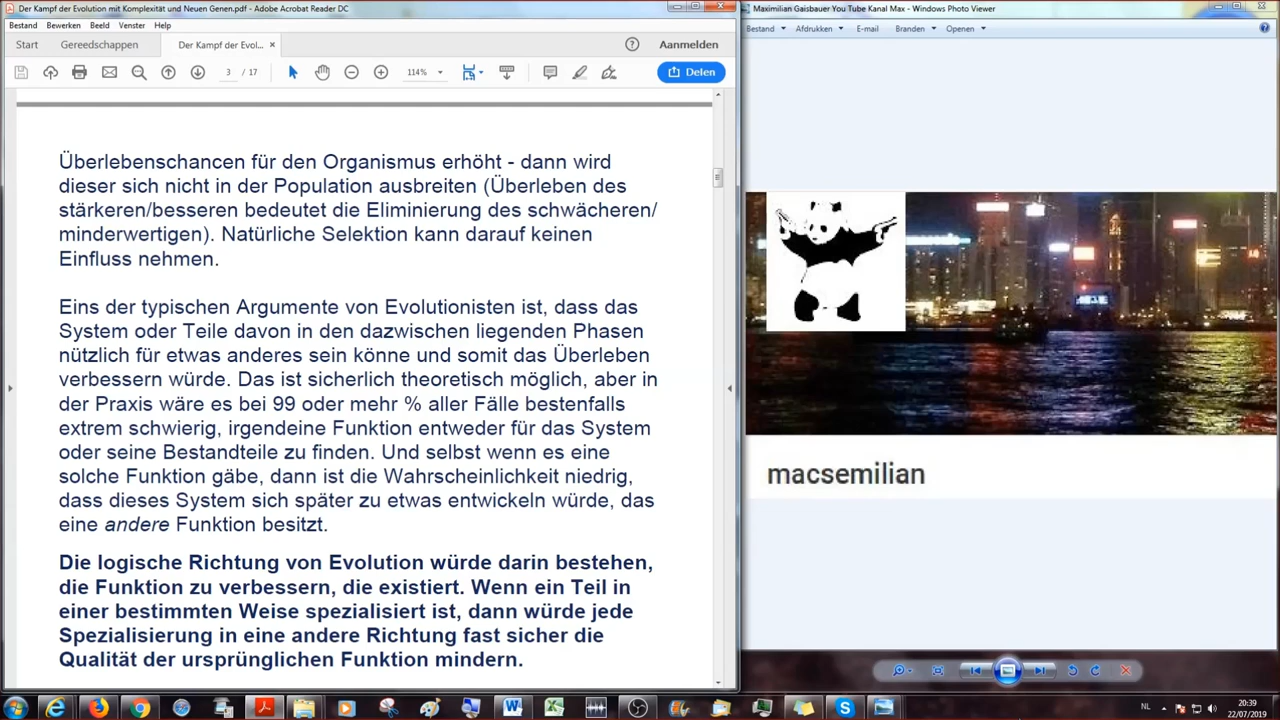 Der Kampf der Evolution mit Komplexität und Neuen Genen.pdf - Adobe Acrobat Reader DC
Bestand Bewerken Beeld Venster Help
Start Gereedschappen Der Kampf der Evol... × Aanmelden
3 / 17 114% Delen
Überlebenschancen für den Organismus erhöht - dann wird
dieser sich nicht in der Population ausbreiten (Überleben des
stärkeren/besseren bedeutet die Eliminierung des schwächeren/
minderwertigen). Natürliche Selektion kann darauf keinen
Einfluss nehmen.
Eins der typischen Argumente von Evolutionisten ist, dass das
System oder Teile davon in den dazwischen liegenden Phasen
nützlich für etwas anderes sein könne und somit das Überleben
verbessern würde. Das ist sicherlich theoretisch möglich, aber in
der Praxis wäre es bei 99 oder mehr % aller Fälle bestenfalls
extrem schwierig, irgendeine Funktion entweder für das System
oder seine Bestandteile zu finden. Und selbst wenn es eine
solche Funktion gäbe, dann ist die Wahrscheinlichkeit niedrig,
dass dieses System sich später zu etwas entwickeln würde, das
eine andere Funktion besitzt.
Die logische Richtung von Evolution würde darin bestehen,
die Funktion zu verbessern, die existiert. Wenn ein Teil in
einer bestimmten Weise spezialisiert ist, dann würde jede
Spezialisierung in eine andere Richtung fast sicher die
Qualität der ursprünglichen Funktion mindern.
Maximilian Gaisbauer You Tube Kanal Max - Windows Photo Viewer
Bestand Afdrukken E-mail Branden Openen
macsemilian
NL 20:39
22/07/2019